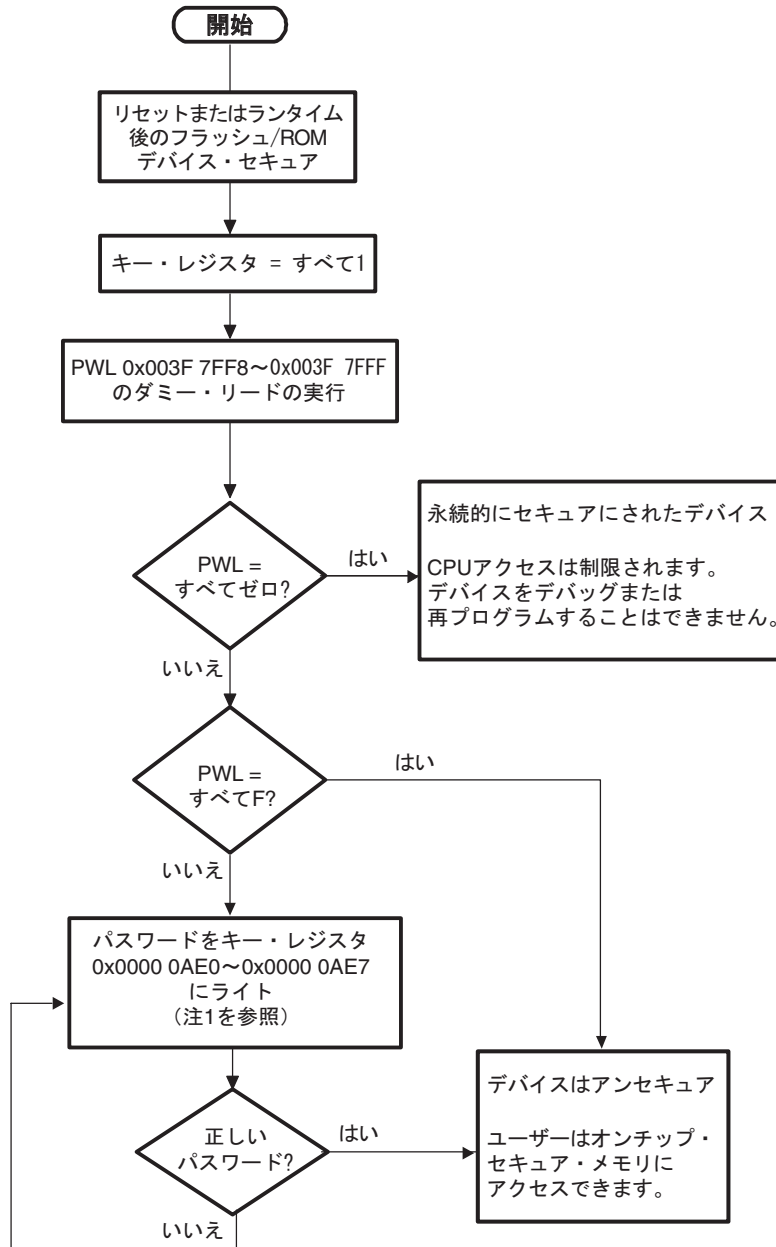 開始
リセットまたはランタイム
後のフラッシュ/ROM
デバイス・セキュア
キー・レジスタ = すべて1
PWL 0x003F 7FF8～0x003F 7FFF
のダミー・リードの実行
PWL =
すべてゼロ?
はい
永続的にセキュアにされたデバイス
CPUアクセスは制限されます。
デバイスをデバッグまたは
再プログラムすることはできません。
いいえ
PWL =
すべてF?
はい
いいえ
パスワードをキー・レジスタ
0x0000 0AE0～0x0000 0AE7
にライト
（注1を参照）
正しい
パスワード?
はい
デバイスはアンセキュア
ユーザーはオンチップ・
セキュア・メモリに
アクセスできます。
いいえ